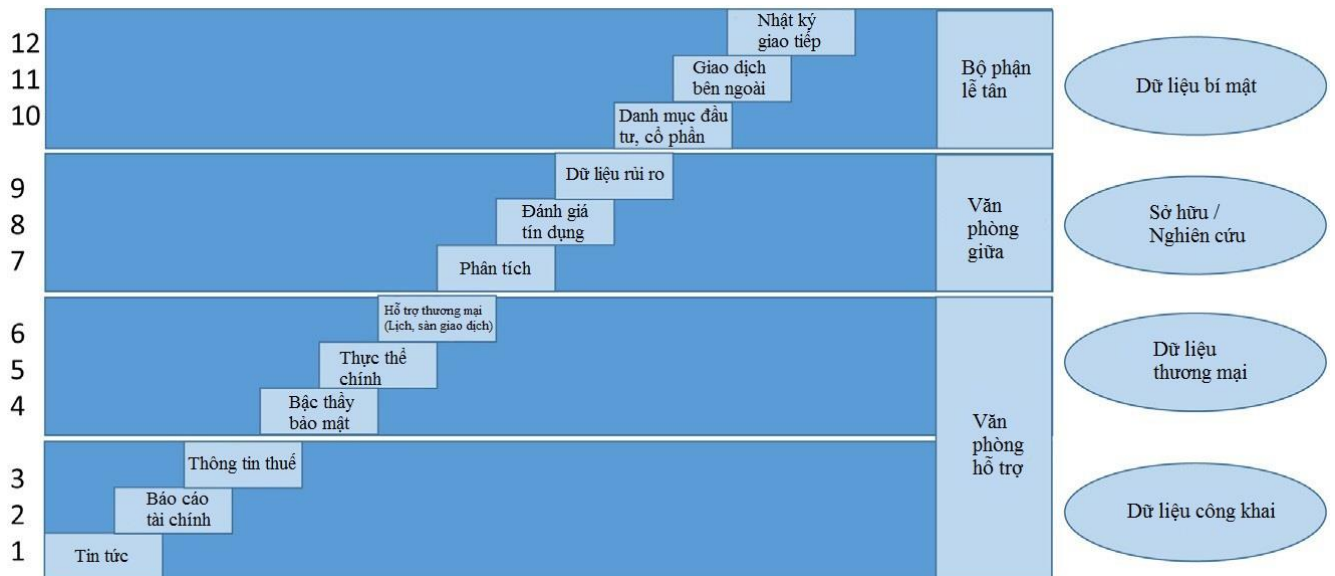 12
Nhật ký
giao tiếp
11
Giao dịch
bên ngoài
10
Danh mục đầu
tư, cổ phần
Bộ phận
lễ tân
Dữ liệu bí mật
9
Dữ liệu rủi ro
8
Đánh giá
tín dụng
7
Phân tích
Văn
phòng
giữa
Sở hữu /
Nghiên cứu
6
Hỗ trợ thương mại
(Lịch, sàn giao dịch)
5
Thực thể
chính
4
Bậc thầy
bảo mật
Dữ liệu
thương mại
3
Thông tin thuế
2
Báo cáo
tài chính
1
Tin tức
Văn
phòng
hỗ trợ
Dữ liệu công khai